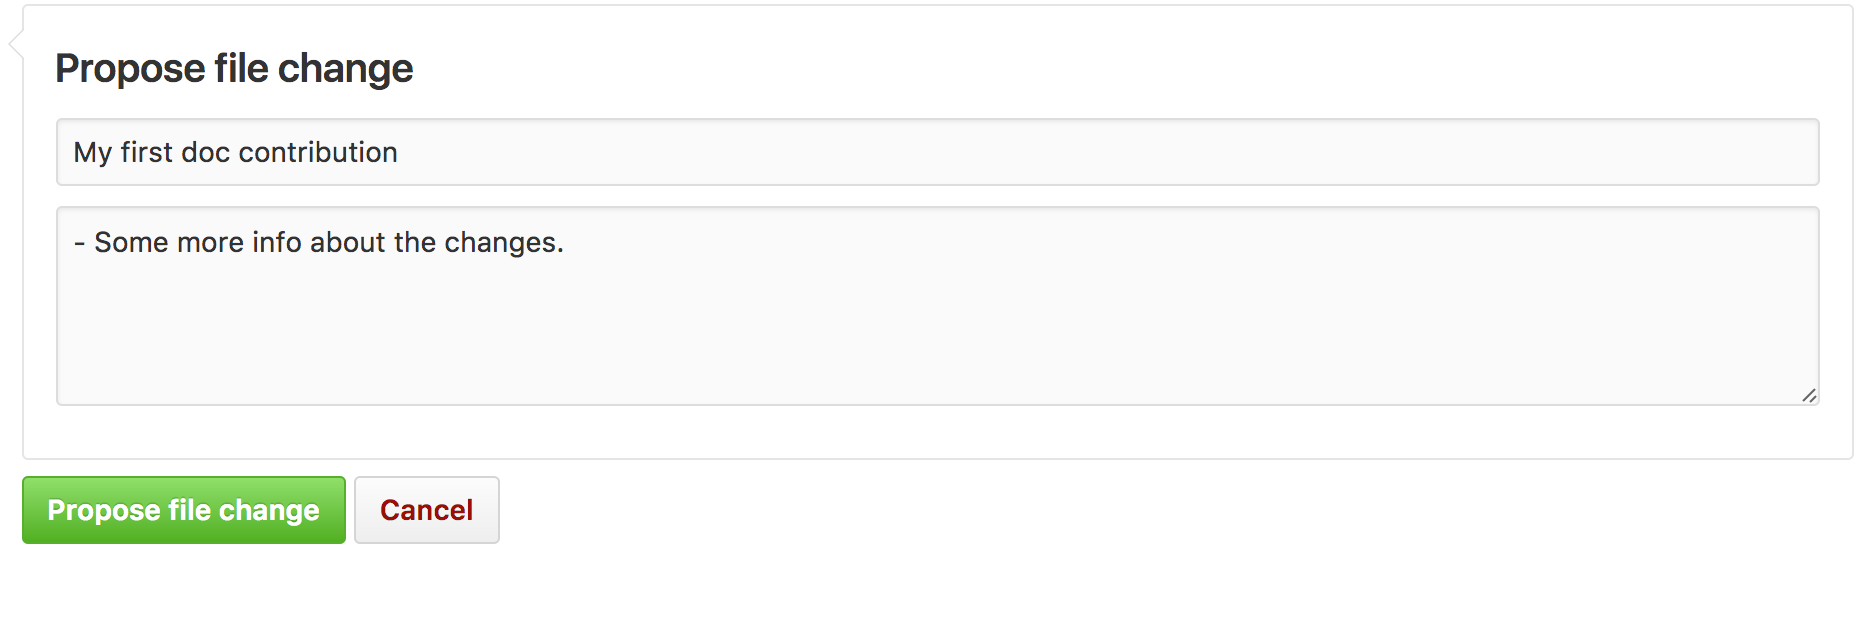 Propose file change
My first doc contribution
- Some more info about the changes.
Propose file change
Cancel